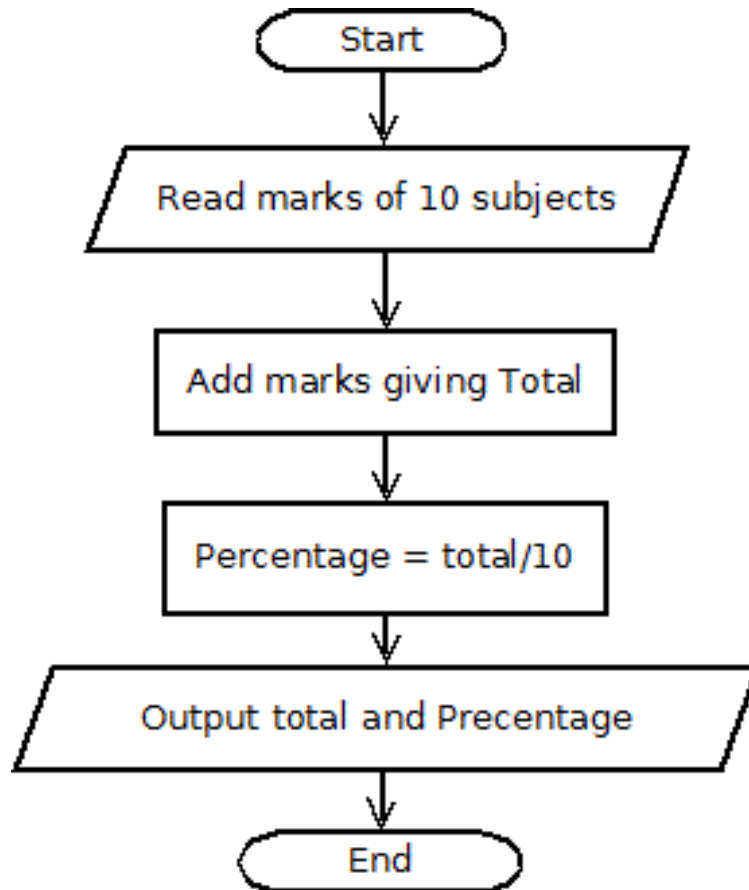 Start
Read marks of 10 subjects
Add marks giving Total
Percentage = total/10
Output total and Precentage
End